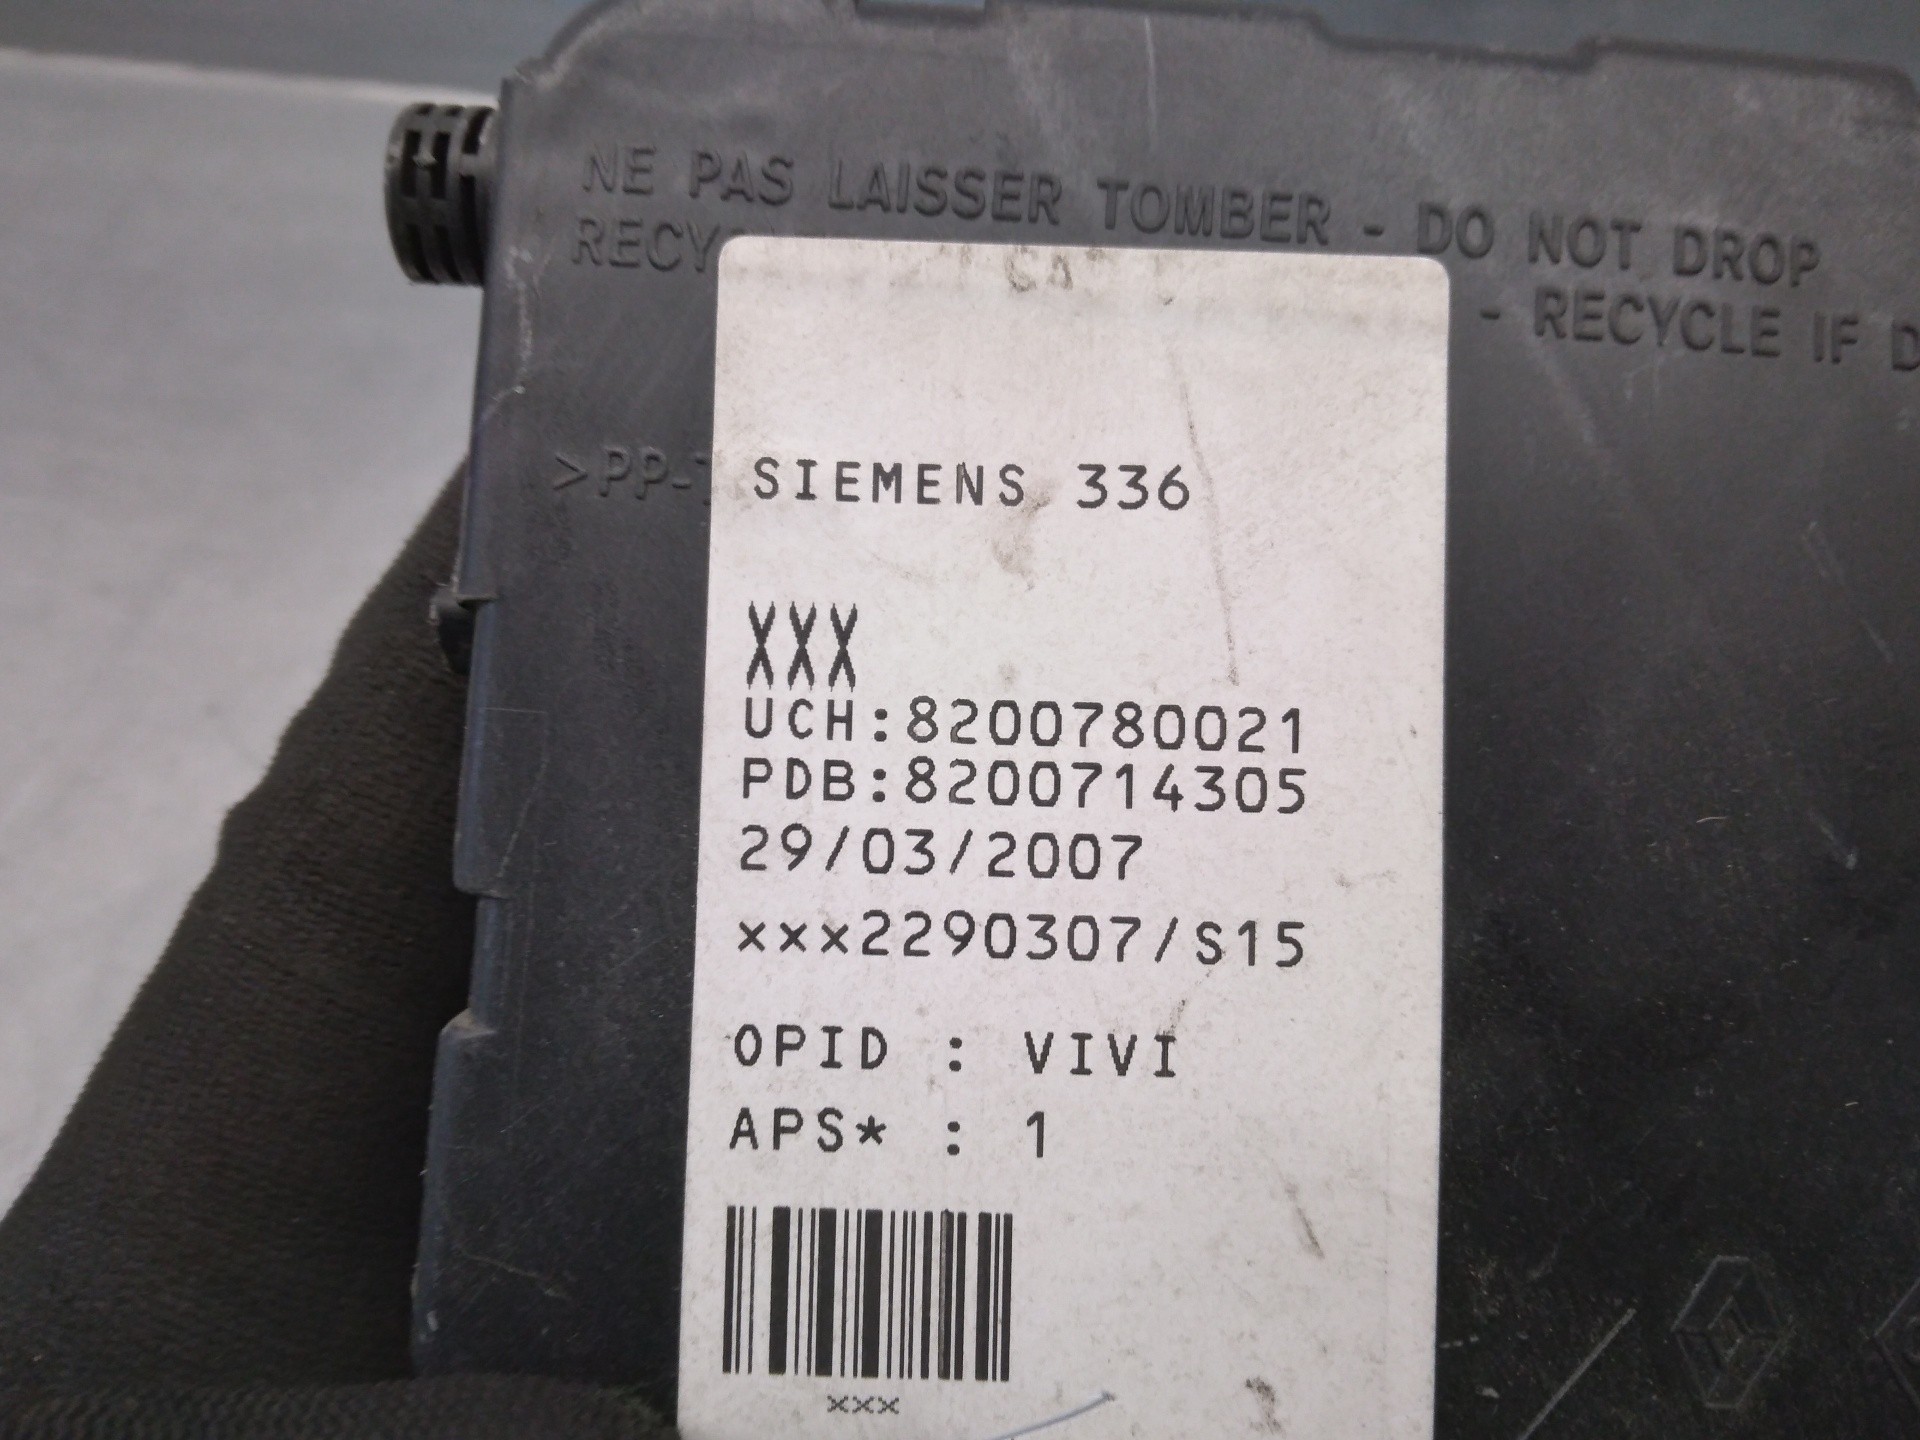 NE PAS LAISSER TOMBER - DO NOT DROP
- RECYCLE IF
>PP-
SIEMENS 336
XXX
UCH:8200780021
PDB:8200714305
29/03/2007
xxx2290307/S15
OPID : VIVI
APS* : 1
xxx